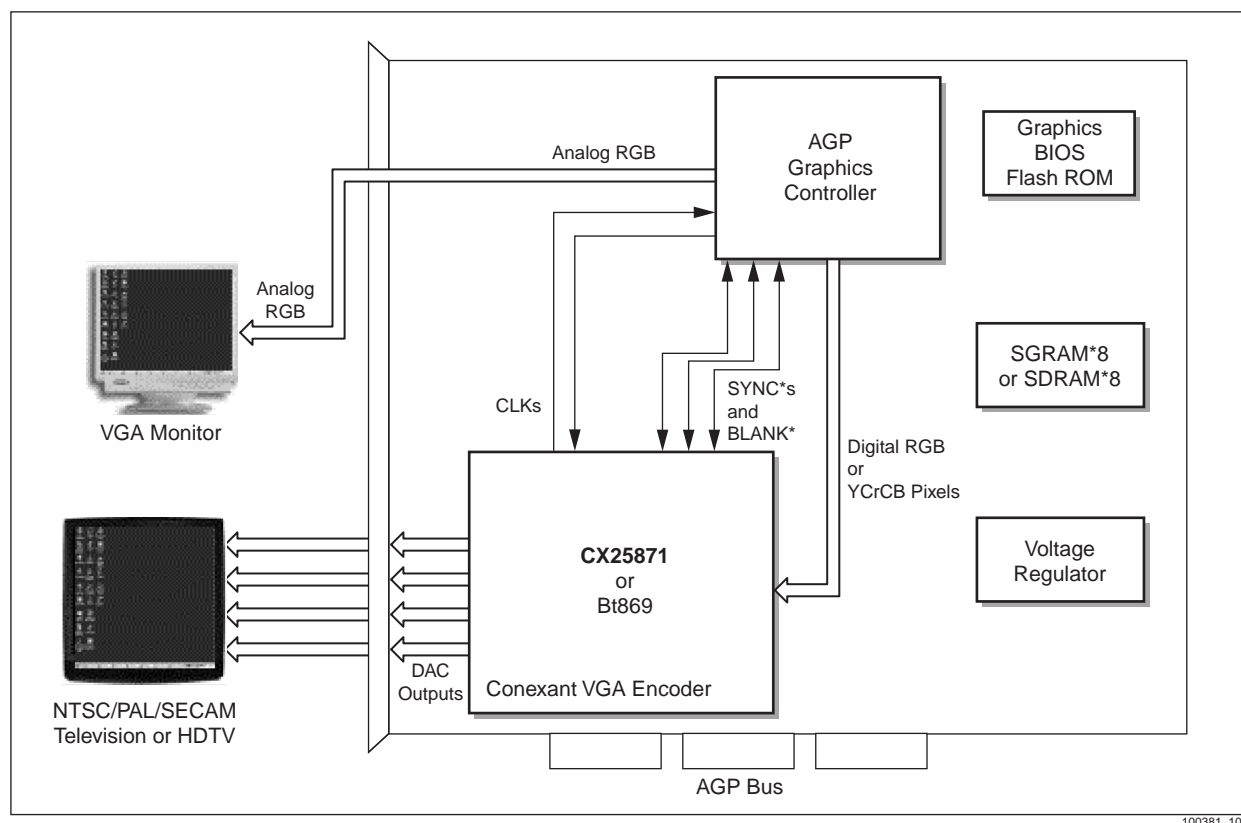 Analog RGB
AGP
Graphics
Controller
Graphics
BIOS
Flash ROM
Analog
RGB
VGA Monitor
CLKs
SYNC*s
and
BLANK*
SGRAM*8
or SDRAM*8
Digital RGB
or
YCrCB Pixels
CX25871
or
Bt869
Voltage
Regulator
DAC
Outputs
Conexant VGA Encoder
NTSC/PAL/SECAM
Television or HDTV
AGP Bus